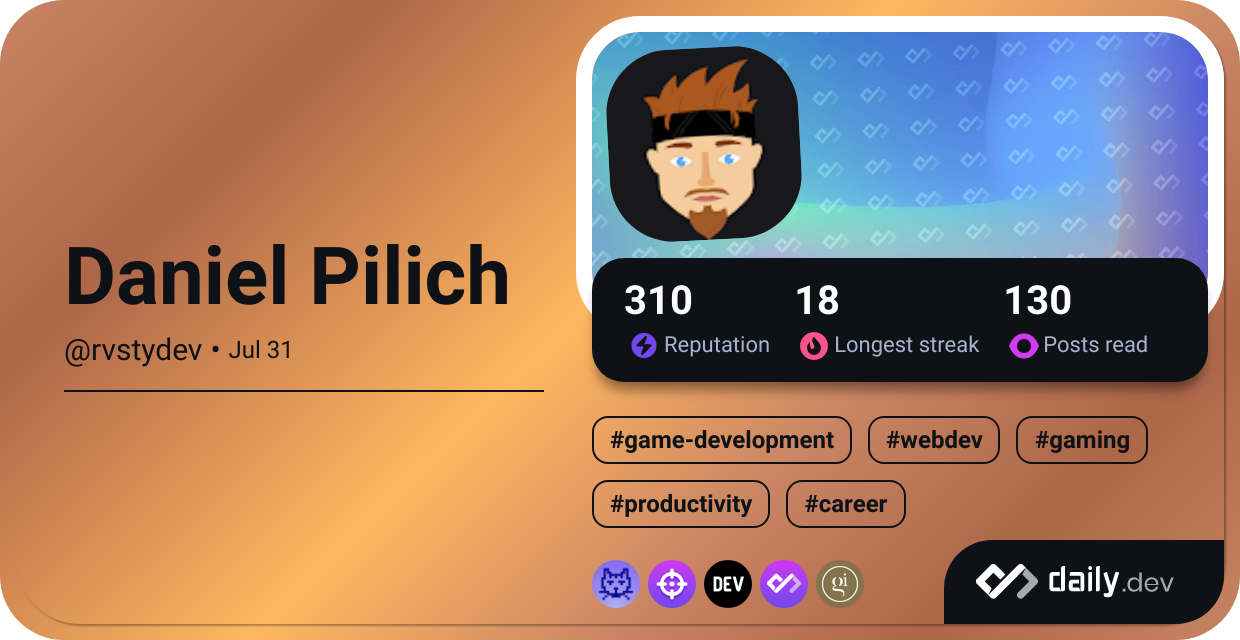 Daniel Pilich
@rvstydev • Jul 31
310 18 130
Reputation Longest streak Posts read
#game-development #webdev #gaming
#productivity #career
DEV gi
daily.dev